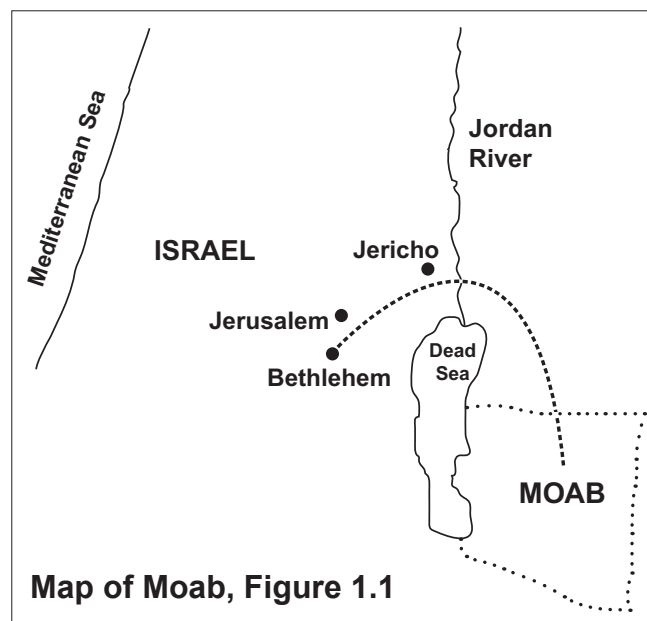 Mediterranean Sea
Jordan
River
ISRAEL
Jericho
Jerusalem
Bethlehem
Dead
Sea
MOAB
Map of Moab, Figure 1.1